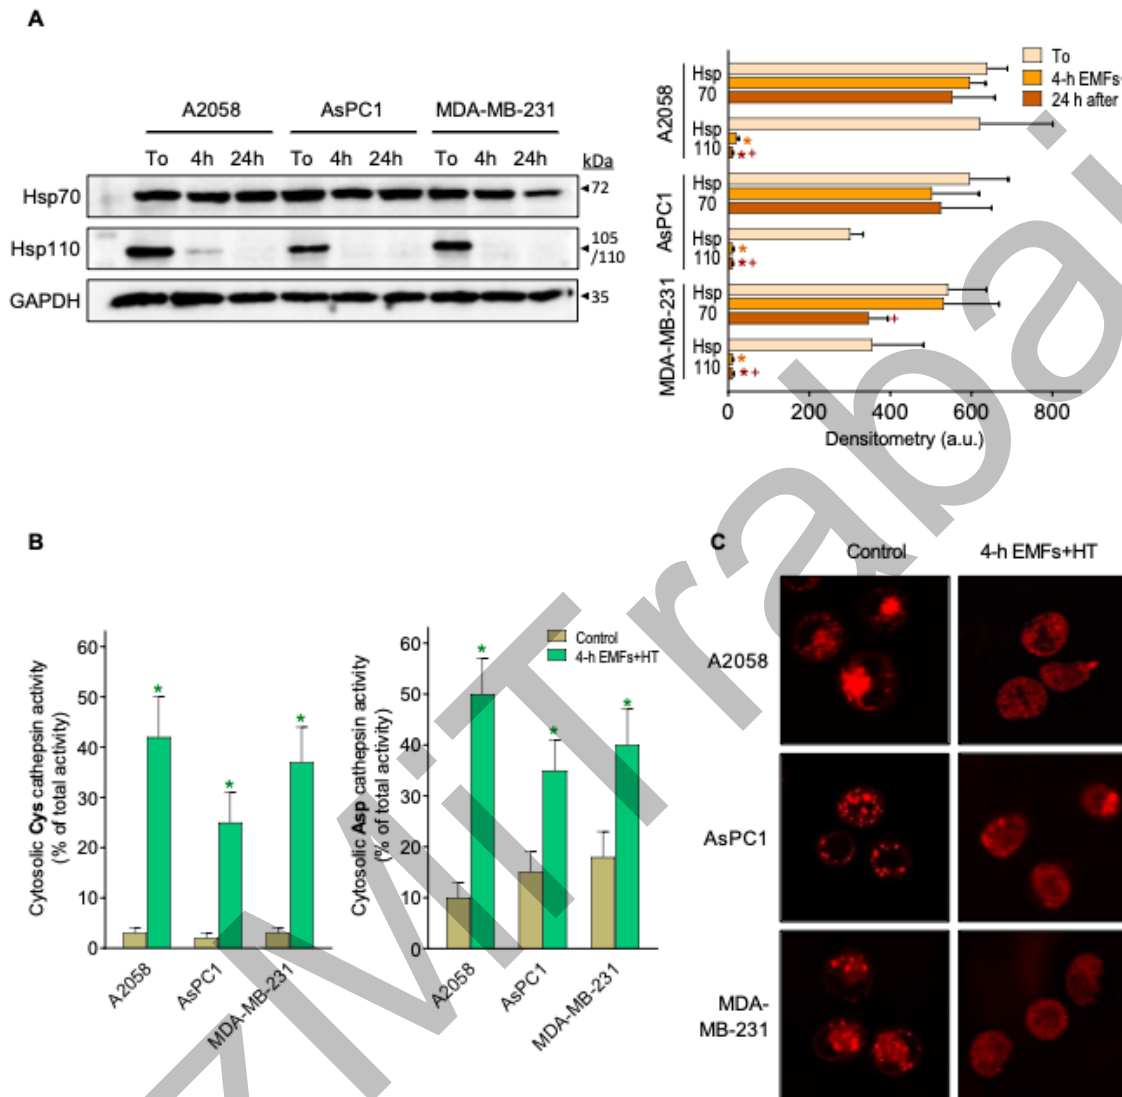 A
A2058 AsPC1 MDA-MB-231
To 4h 24h To 4h 24h To 4h 24h kDa
Hsp70 72
Hsp110 105
/110
GAPDH 35
To
4-h EMFs+
24 h after
A2058
Hsp
70
Hsp
110
* 
* +
AsPC1
Hsp
70
Hsp
110
*
* +
MDA-MB-231
Hsp
70
+
Hsp
110
*
* +
0 200 400 600 800
Densitometry (a.u.)
B
Cytosolic Cys cathepsin activity
(% of total activity)
60
50
40
30
20
10
0
* * *
A2058 AsPC1 MDA-MB-231
Cytosolic Asp cathepsin activity
(% of total activity)
60
50
40
30
20
10
0
* * *
Control
4-h EMFs+HT
A2058 AsPC1 MDA-MB-231
C
Control 4-h EMFs+HT
A2058
AsPC1
MDA-
MB-231